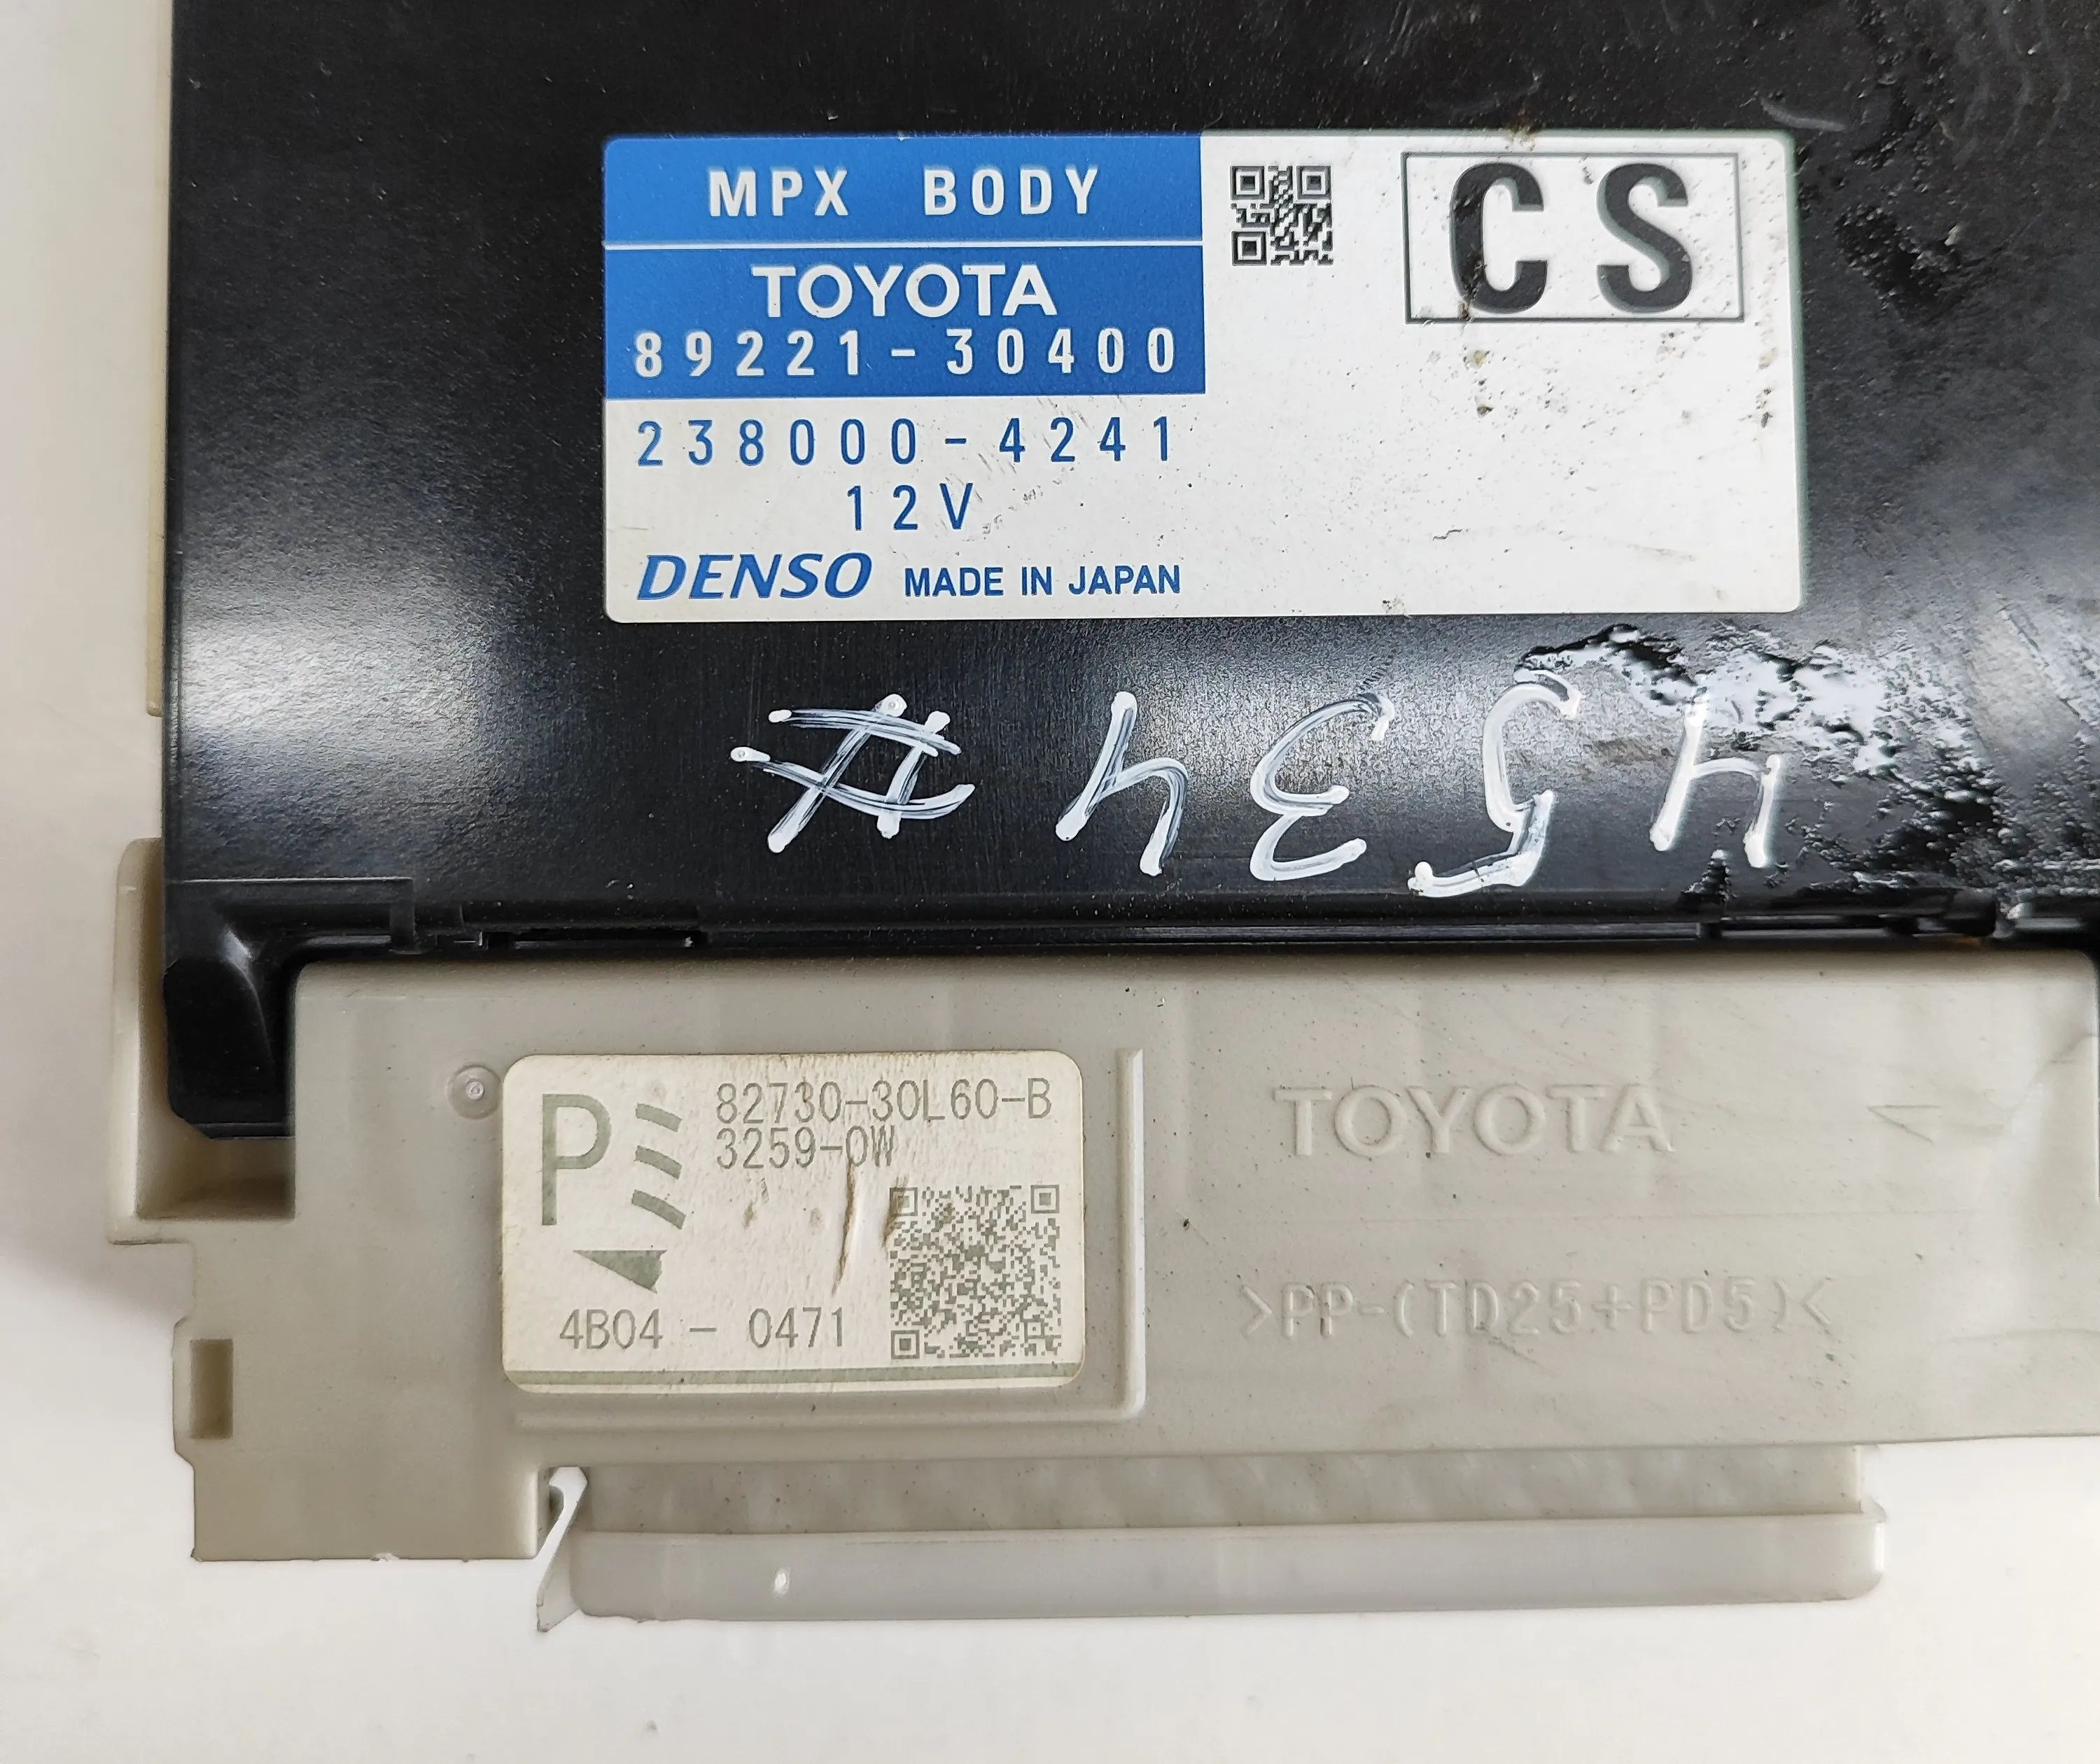 MPX BODY
TOYOTA
89221-30400
238000-4241
12V
DENSO MADE IN JAPAN
CS
4534#
P
82730-30L60-B
3259-0W
4B04 - 0471
TOYOTA
>PP-(TD25+PD5)<